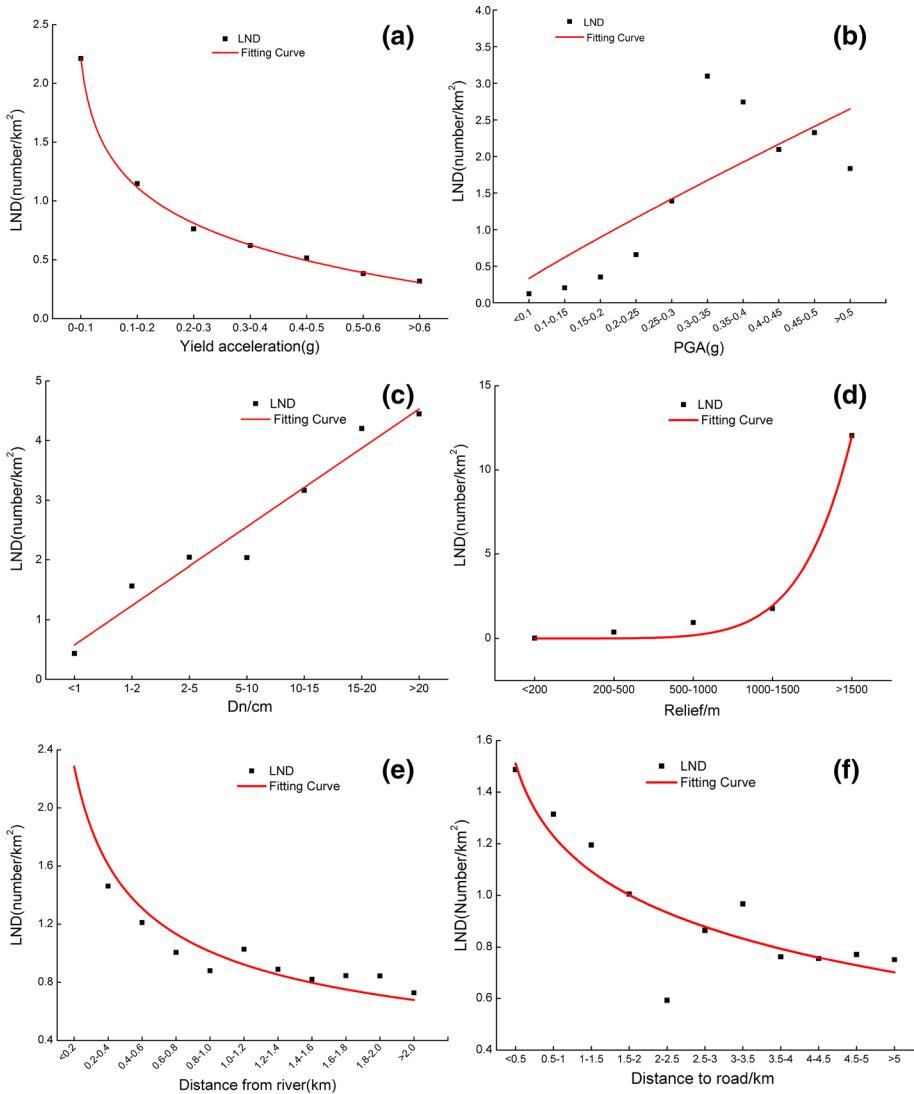 (a)
LND
Fitting Curve
LND(number/km²)
2.5
2.0
1.5
1.0
0.5
0.0
0-0.1 0.1-0.2 0.2-0.3 0.3-0.4 0.4-0.5 0.5-0.6 >0.6
Yield acceleration(g)
(b)
LND
Fitting Curve
LND(number/km²)
4.0
3.5
3.0
2.5
2.0
1.5
1.0
0.5
0.0
<0.1 0.1-0.15 0.15-0.2 0.2-0.25 0.25-0.3 0.3-0.35 0.35-0.4 0.4-0.45 0.45-0.5 >0.5
PGA(g)
(c)
LND
Fitting Curve
LND(number/km²)
5
4
3
2
1
0
<1 1-2 2-5 5-10 10-15 15-20 >20
Dn/cm
(d)
LND
Fitting Curve
LND(number/km²)
15
10
5
0
<200 200-500 500-1000 1000-1500 >1500
Relief/m
(e)
LND
Fitting Curve
LND(number/km²)
2.4
2.0
1.6
1.2
0.8
0.4
<0.2 0.2-0.4 0.4-0.6 0.6-0.8 0.8-1.0 1.0-1.2 1.2-1.4 1.4-1.6 1.6-1.8 1.8-2.0 >2.0
Distance from river(km)
(f)
LND
Fitting Curve
LND(Number/km²)
1.6
1.4
1.2
1.0
0.8
0.6
0.4
<0.5 0.5-1 1-1.5 1.5-2 2-2.5 2.5-3 3-3.5 3.5-4 4-4.5 4.5-5 >5
Distance to road/km